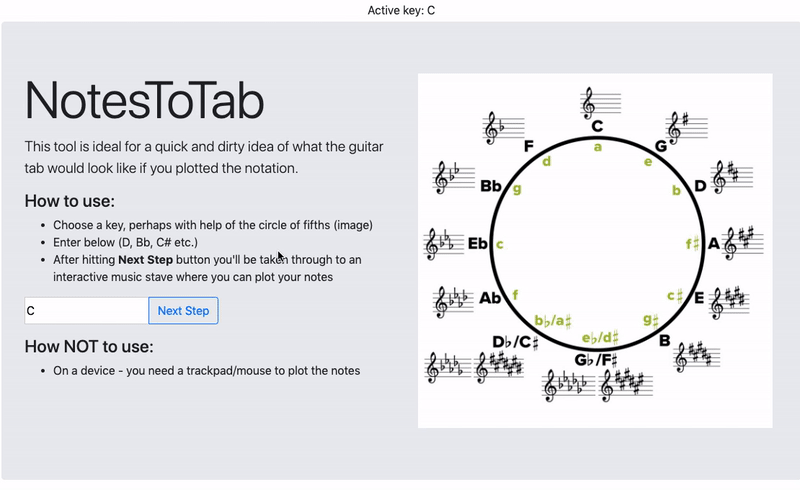 Active key: C
NotesToTab
This tool is ideal for a quick and dirty idea of what the guitar
tab would look like if you plotted the notation.
How to use:
Choose a key, perhaps with help of the circle of fifths (image)
Enter below (D, Bb, C# etc.)
After hitting Next Step button you'll be taken through to an
interactive music stave where you can plot your notes
C
Next Step
How NOT to use:
On a device - you need a trackpad/mouse to plot the notes
C
a
F
d
G
e
Bb
g
b
D
Eb
c
f♯
A
Ab
f
c♯
E
b♭/a♯
g♯
D♭/C♯
e♭/d♯
B
G♭/F♯